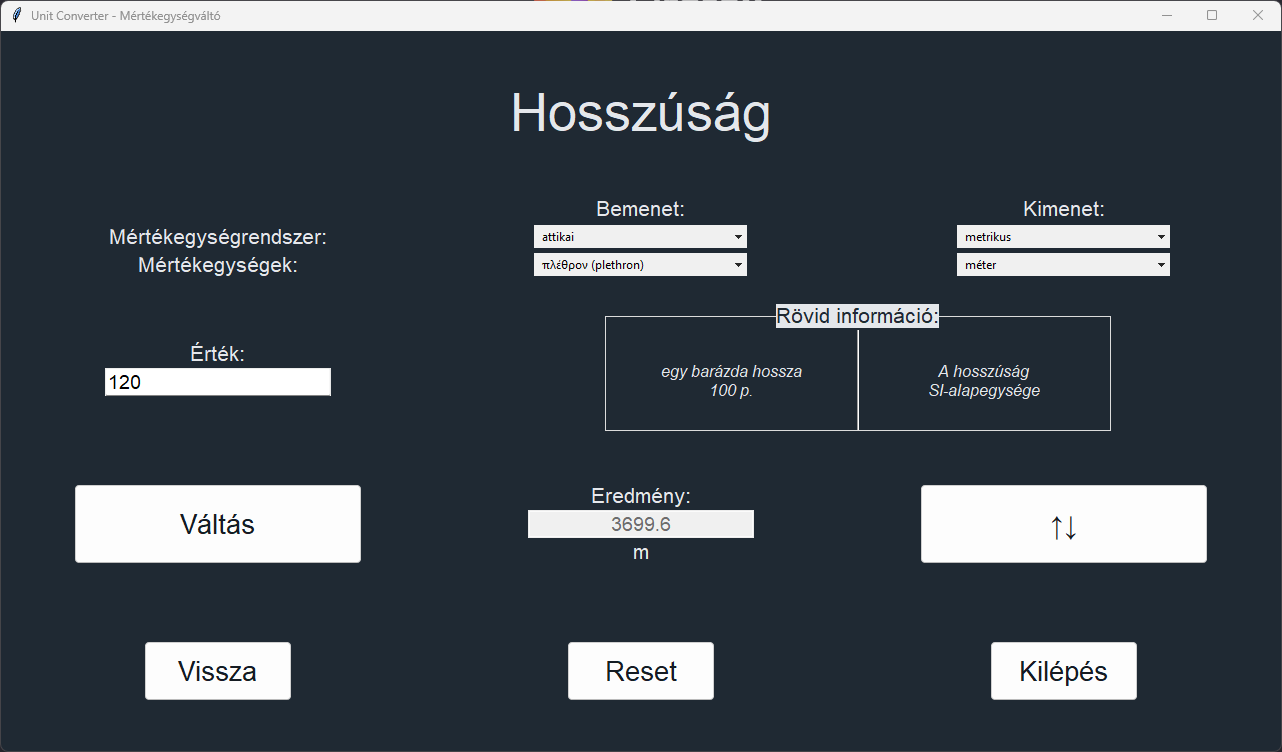 Unit Converter - Mértékegységváltó
Hosszúság
Bemenet:
Kimenet:
Mértékegységrendszer:
attikai
metrikus
Mértékegységek:
πλέθρον (plethron)
méter
Rövid információ:
egy barázda hossza
100 p.
A hosszúság
SI-alapegysége
Érték:
120
Váltás
Eredmény:
3699.6
m
↑↓
Vissza
Reset
Kilépés